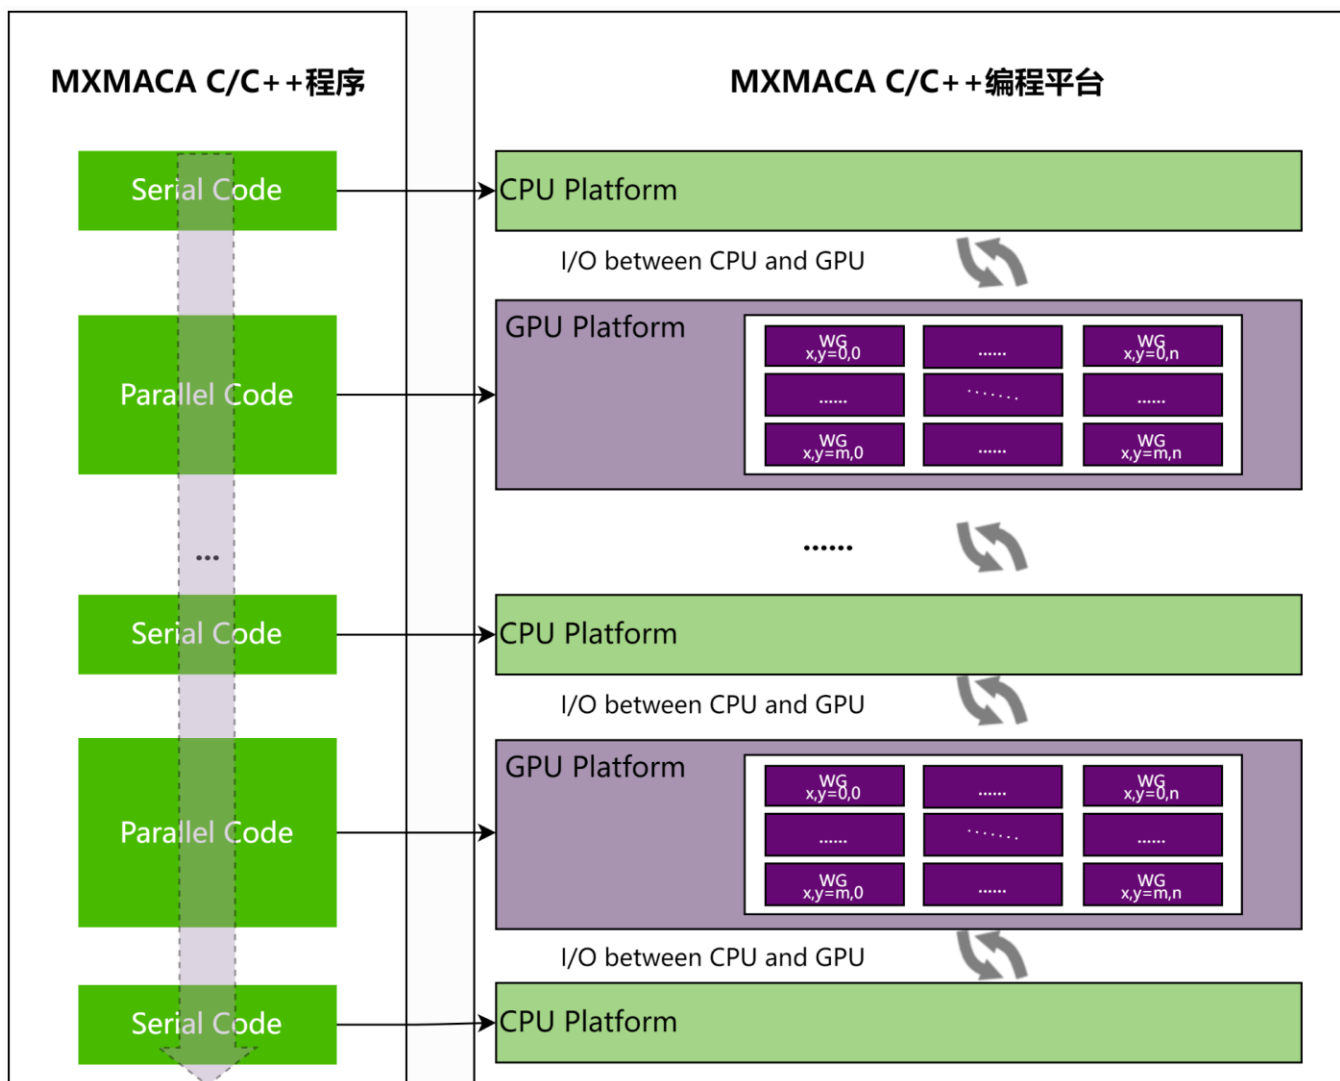 MXMACA C/C++程序
MXMACA C/C++编程平台
Serial Code
CPU Platform
I/O between CPU and GPU
Parallel Code
GPU Platform
WG
x,y=0,0
......
WG
x,y=0,n
......
.......
......
WG
x,y=m,0
......
WG
x,y=m,n
...
......
Serial Code
CPU Platform
I/O between CPU and GPU
Parallel Code
GPU Platform
WG
x,y=0,0
......
WG
x,y=0,n
......
.......
......
WG
x,y=m,0
......
WG
x,y=m,n
I/O between CPU and GPU
Serial Code
CPU Platform